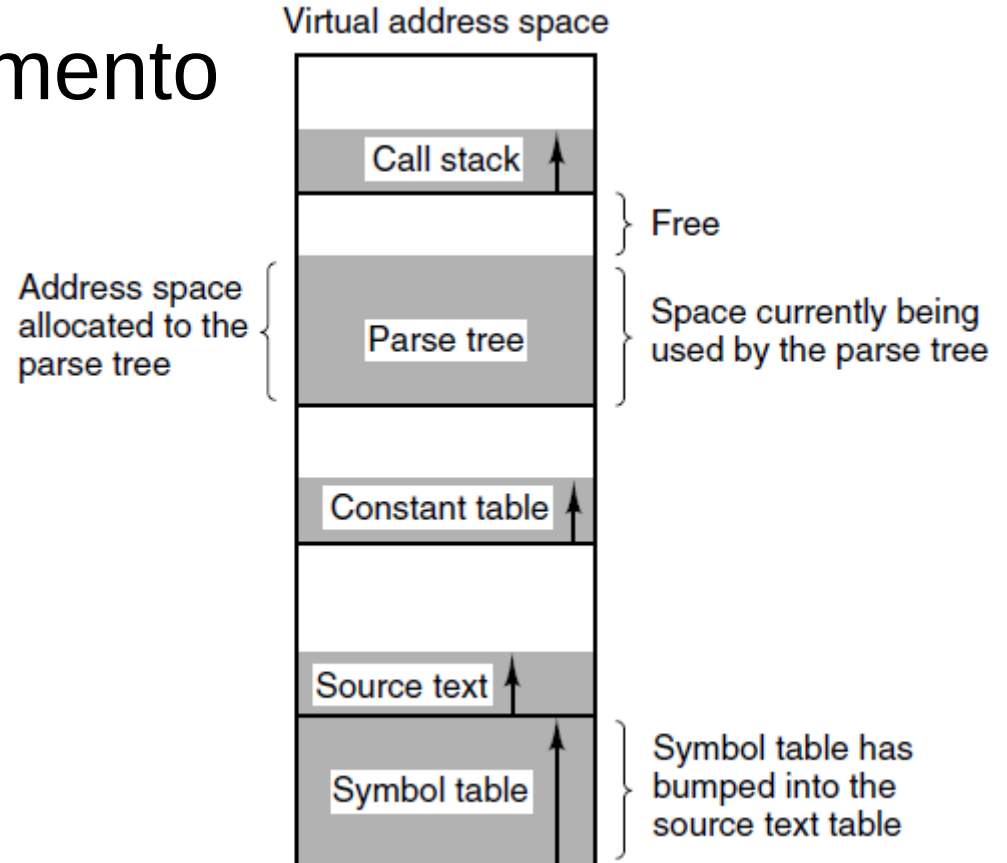 Virtual address space
mento
Call stack
Free
Address space
allocated to the
parse tree
Parse tree
Space currently being
used by the parse tree
Constant table
Source text
Symbol table
Symbol table has
bumped into the
source text table